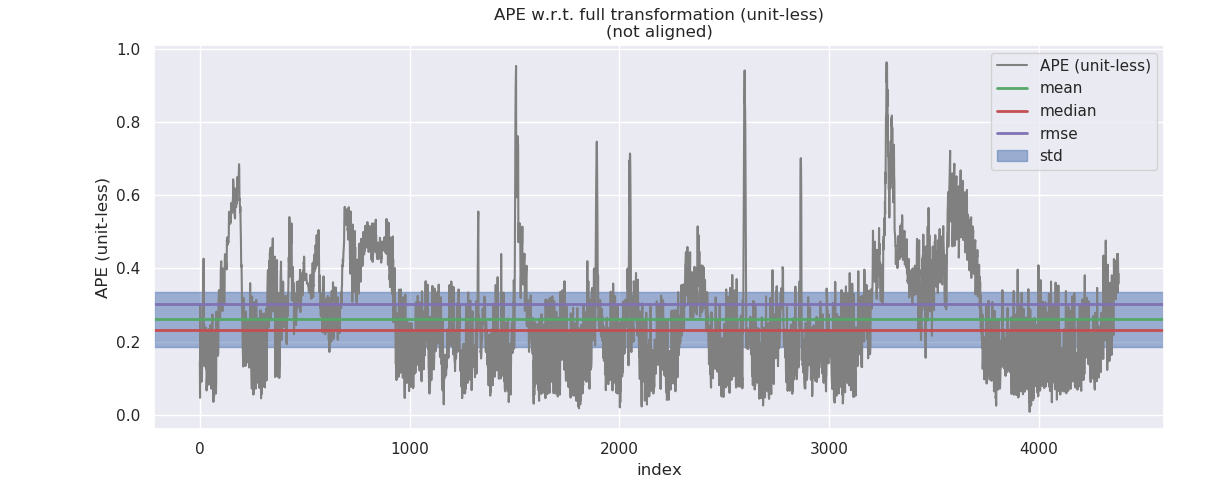 APE w.r.t. full transformation (unit-less)
(not aligned)
APE (unit-less)
1.0
0.8
0.6
0.4
0.2
0.0
0
1000
2000
3000
4000
index
APE (unit-less)
mean
median
rmse
std